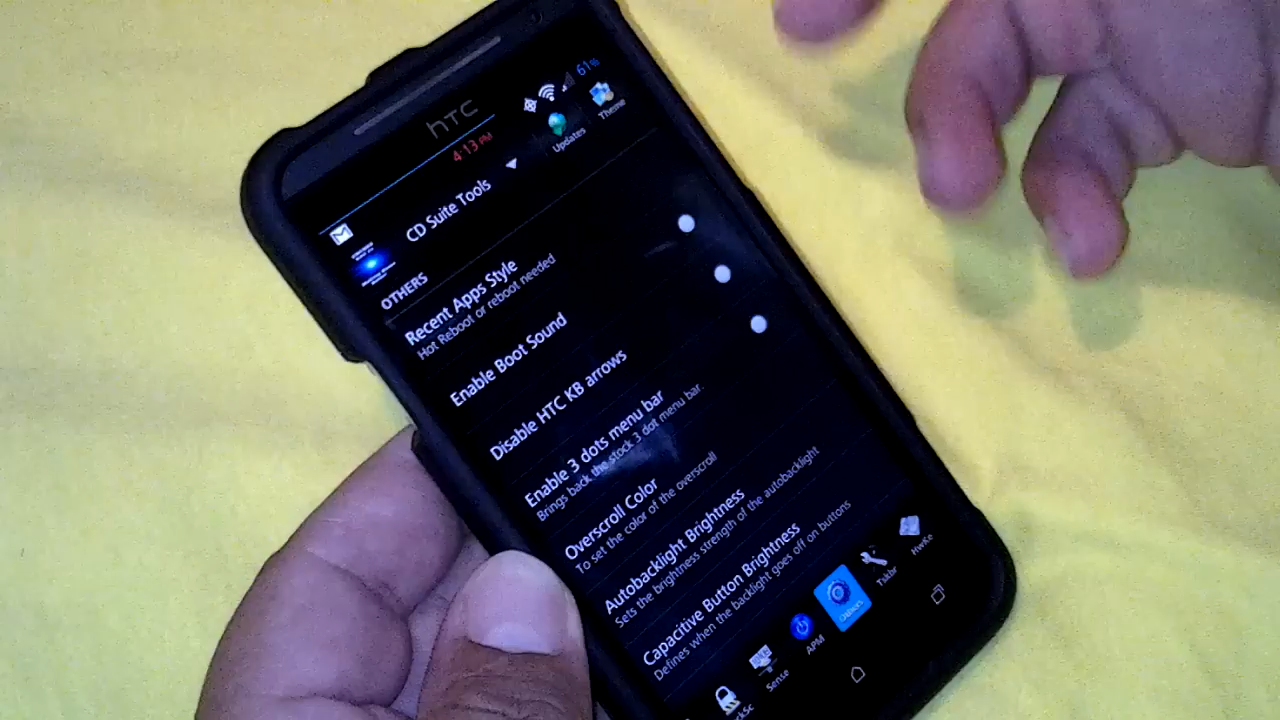 hTC
61%
4:13 PM
CD Suite Tools
Updates
Theme
OTHERS
Recent Apps Style
Hot Reboot or reboot needed
Enable Boot Sound
Disable HTC KB arrows
Enable 3 dots menu bar
Brings back the stock 3 dot menu bar.
Overscroll Color
To set the color of the overscroll
Autobacklight Brightness
Sets the brightness strength of the autobacklight
Capacitive Button Brightness
Defines when the backlight goes off on buttons
Sense
APM
Others
Tskbr
HwKe